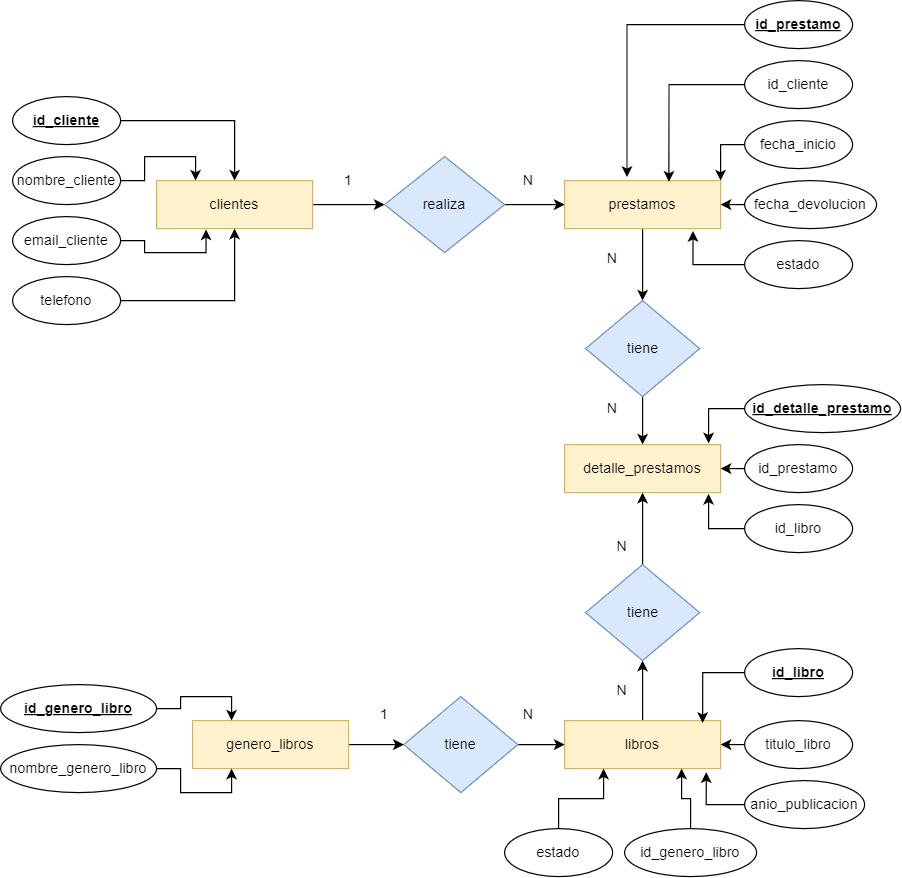 id_prestamo
id_cliente
id_cliente
fecha_inicio
nombre_cliente
1
N
clientes
realiza
prestamos
fecha_devolucion
email_cliente
N
estado
telefono
tiene
N
id_detalle_prestamo
detalle_prestamos
id_prestamo
id_libro
N
tiene
id_libro
N
id_genero_libro
1
N
genero_libros
tiene
libros
titulo_libro
nombre_genero_libro
anio_publicacion
estado
id_genero_libro